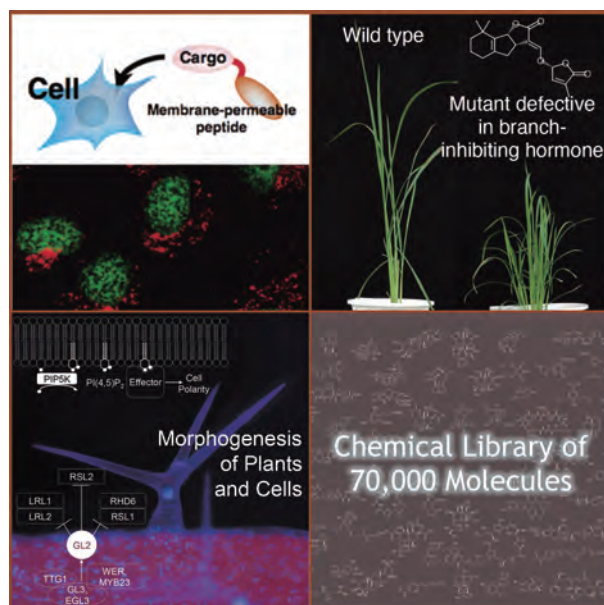 Cell
Cargo
Membrane-permeable
peptide
Wild type
Mutant defective
in branch-
inhibiting hormone
PIP5K
PI(4,5)P2
Effector
Cell
Polarity
Morphogenesis
of Plants
and Cells
RSL2
LRL1
LRL2
RHD6
RSL1
GL2
TTG1
GL3,
EGL3
WER,
MYB23
Chemical Library of
70,000 Molecules